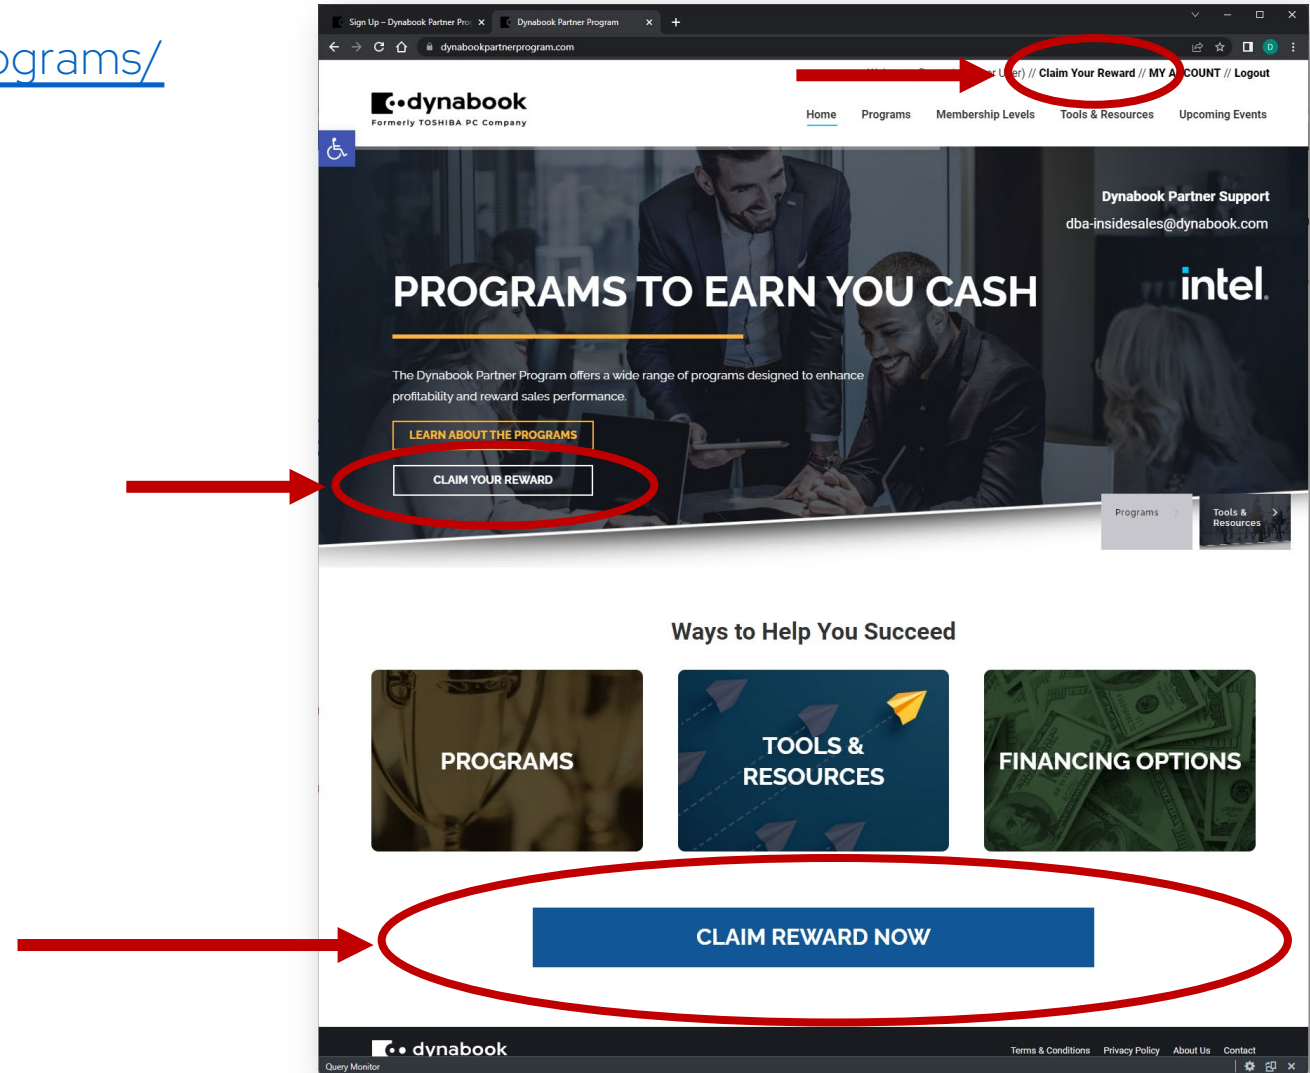 ograms/
Sign Up – Dynabook Partner Pro
Dynabook Partner Program
dynabookpartnerprogram.com
User) // Claim Your Reward // MY ACCOUNT // Logout
dynabook
Formerly TOSHIBA PC Company
Home Programs Membership Levels Tools & Resources Upcoming Events
Dynabook Partner Support
dba-insidesales@dynabook.com
intel.
PROGRAMS TO EARN YOU CASH
The Dynabook Partner Program offers a wide range of programs designed to enhance
profitability and reward sales performance.
LEARN ABOUT THE PROGRAMS
CLAIM YOUR REWARD
Programs
Tools &
Resources
Ways to Help You Succeed
PROGRAMS
TOOLS &
RESOURCES
FINANCING OPTIONS
CLAIM REWARD NOW
dynabook
Terms & Conditions Privacy Policy About Us Contact
Query Monitor